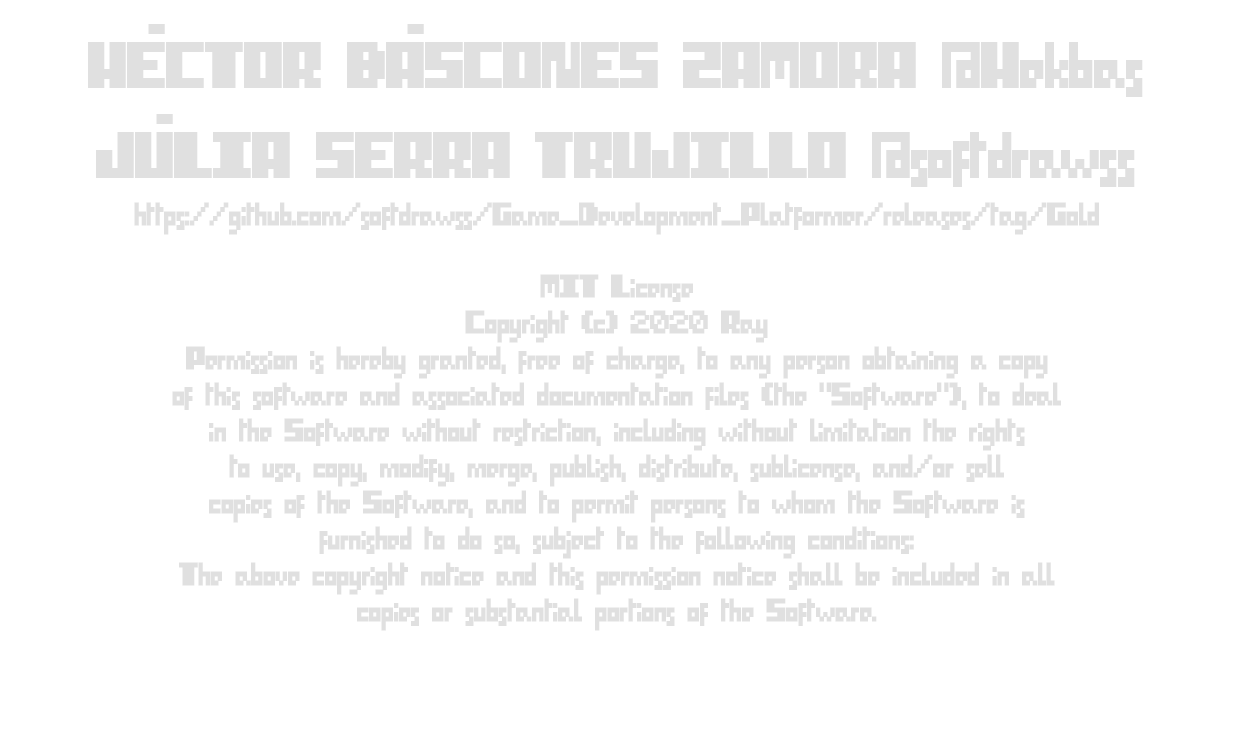 HÉCTOR BÁSCONES ZAMORA @Hekbas
JÚLIA SERRA TRUJILLO @softdrawss
https://github.com/softdrawss/Game_Development_Platformer/releases/tag/Gold
MIT License
Copyright (c) 2020 Ray
Permission is hereby granted, free of charge, to any person obtaining a copy
of this software and associated documentation files (the "Software"), to deal
in the Software without restriction, including without limitation the rights
to use, copy, modify, merge, publish, distribute, sublicense, and/or sell
copies of the Software, and to permit persons to whom the Software is
furnished to do so, subject to the following conditions:
The above copyright notice and this permission notice shall be included in all
copies or substantial portions of the Software.